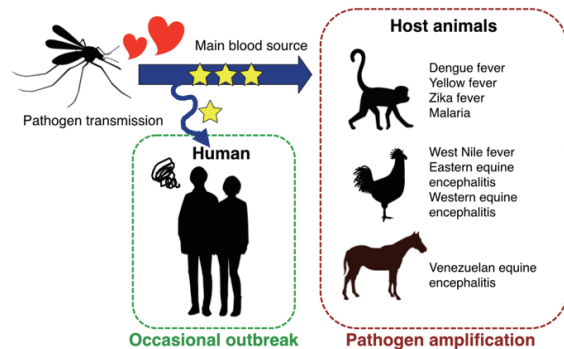 Host animals
Main blood source
Pathogen transmission
Dengue fever
Yellow fever
Zika fever
Malaria
Human
West Nile fever
Eastern equine
encephalitis
Western equine
encephalitis
Venezuelan equine
encephalitis
Occasional outbreak
Pathogen amplification